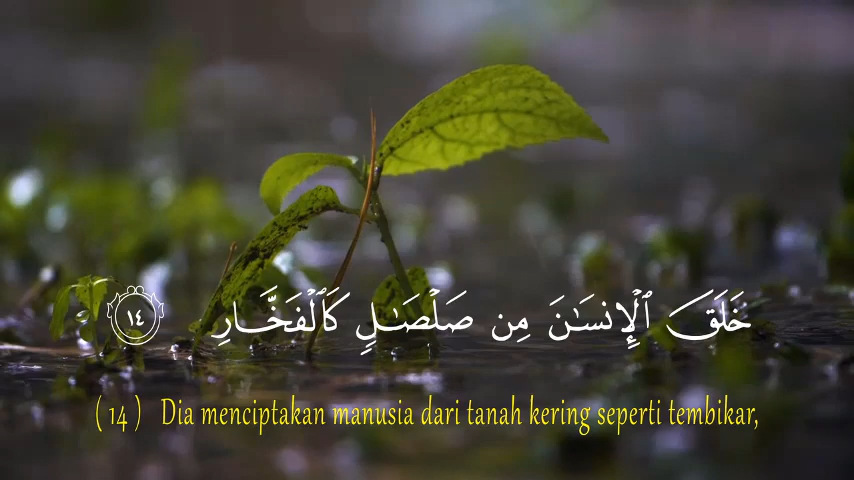 خَلَقَ ٱلْإِنسَـٰنَ مِن صَلْصَـٰلٍ كَٱلْفَخَّارِ ١٤
( 14 ) Dia menciptakan manusia dari tanah kering seperti tembikar,